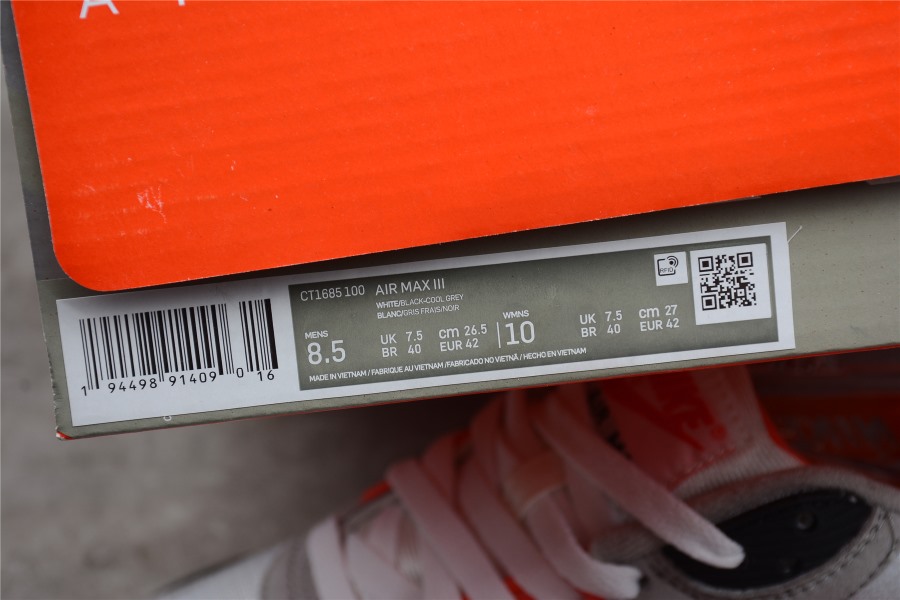 A
CT1685 100 AIR MAX III
WHITE/BLACK-COOL GREY
BLANC/GRIS FRAIS/NOIR
RFID
MENS
8.5
UK 7.5 cm 26.5
BR 40 EUR 42
WMNS
10
UK 7.5 cm 27
BR 40 EUR 42
MADE IN VIETNAM / FABRIQUE AU VIETNAM / FABRICADO NO VIETNÃ / HECHO EN VIETNAM
1 94498 91409 0 16